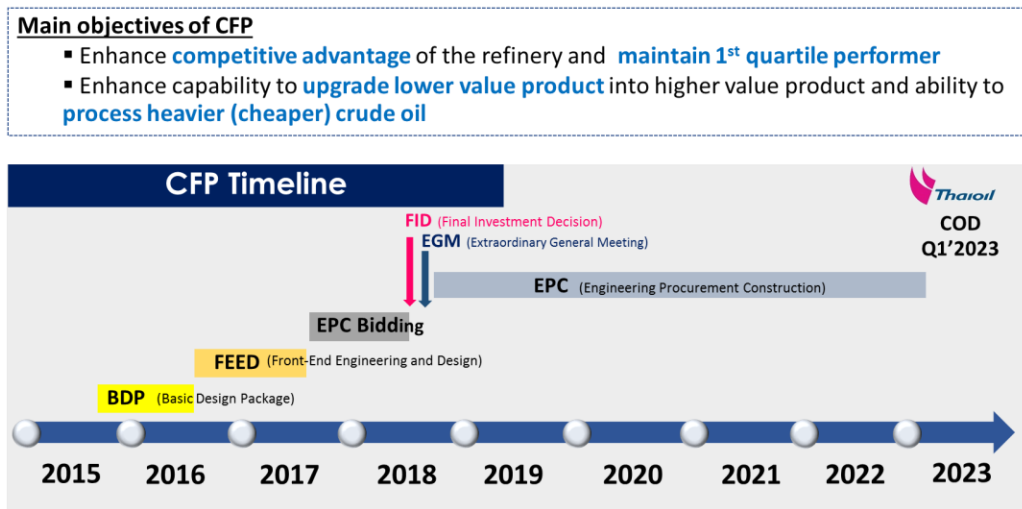 Main objectives of CFP
▪ Enhance competitive advantage of the refinery and maintain 1st quartile performer
▪ Enhance capability to upgrade lower value product into higher value product and ability to
process heavier (cheaper) crude oil
CFP Timeline
Thaioil
COD
Q1'2023
FID (Final Investment Decision)
EGM (Extraordinary General Meeting)
EPC (Engineering Procurement Construction)
EPC Bidding
FEED (Front-End Engineering and Design)
BDP (Basic Design Package)
2015 2016 2017 2018 2019 2020 2021 2022 2023